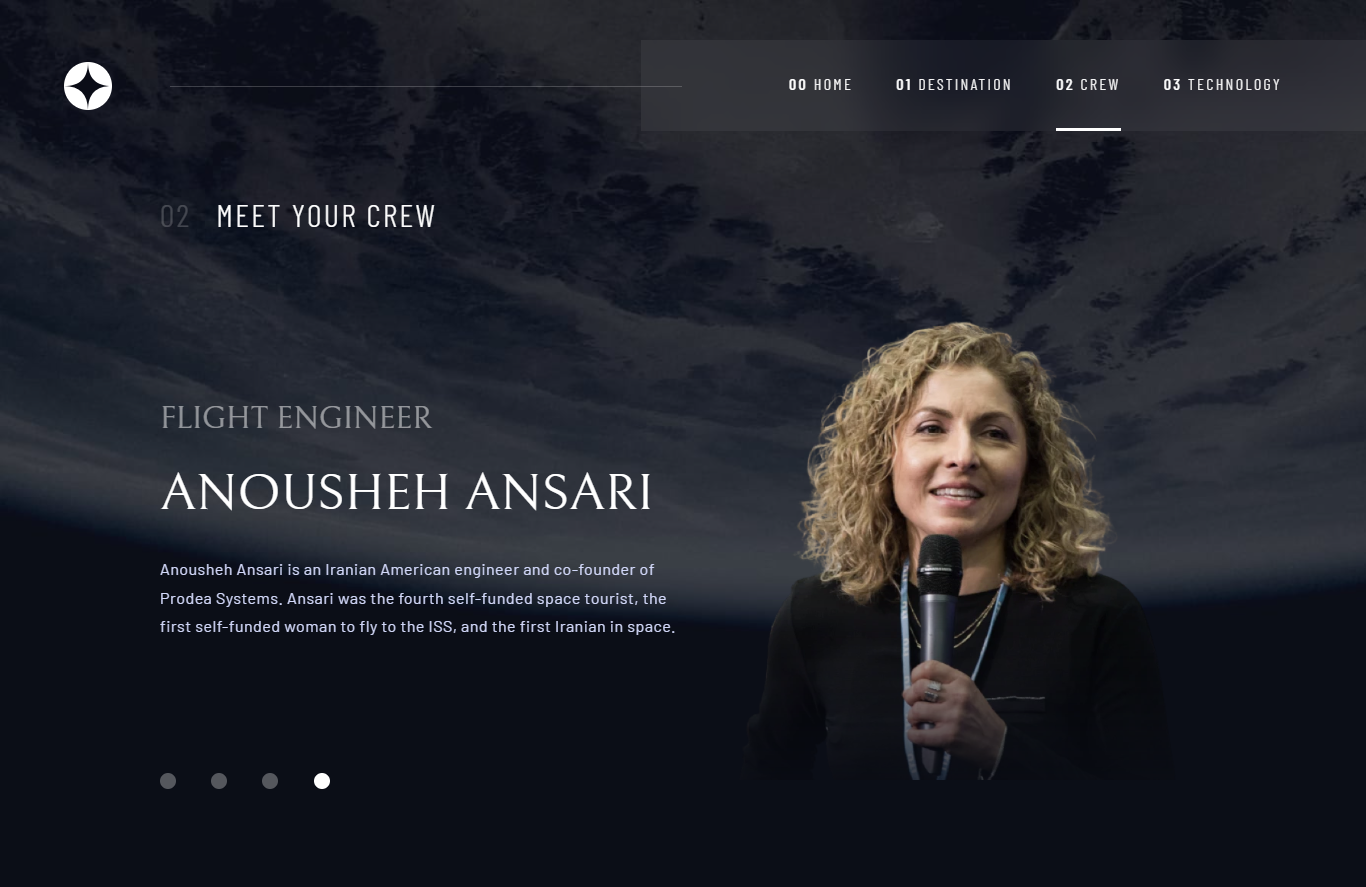 00 HOME
01 DESTINATION
02 CREW
03 TECHNOLOGY
02 MEET YOUR CREW
FLIGHT ENGINEER
ANOUSHEH ANSARI
Anousheh Ansari is an Iranian American engineer and co-founder of
Prodea Systems. Ansari was the fourth self-funded space tourist, the
first self-funded woman to fly to the ISS, and the first Iranian in space.